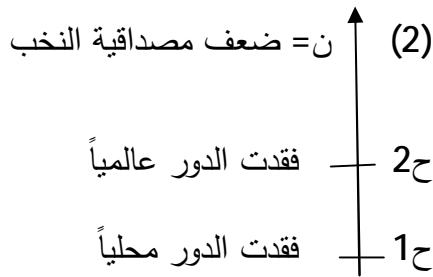 (2) ن= ضعف مصداقية النخب
ح2 فقدت الدور عالمياً
ح1 فقدت الدور محلياً